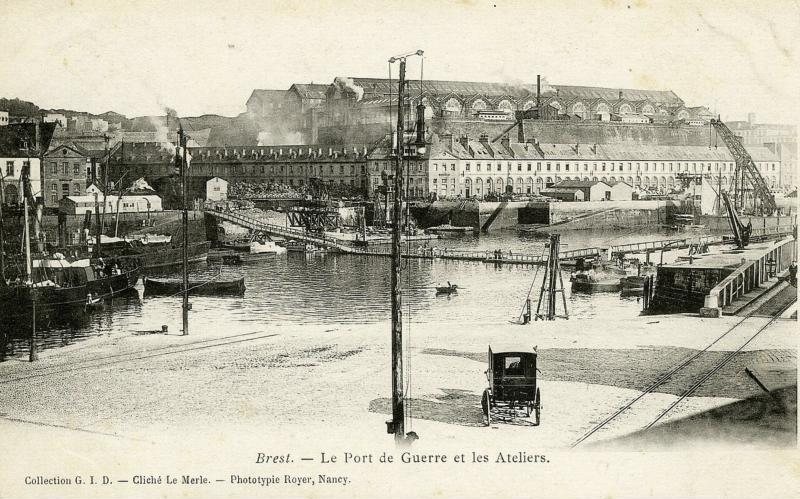 Brest. — Le Port de Guerre et les Ateliers.
Collection G. I. D. — Cliché Le Merle. — Phototypie Royer, Nancy.